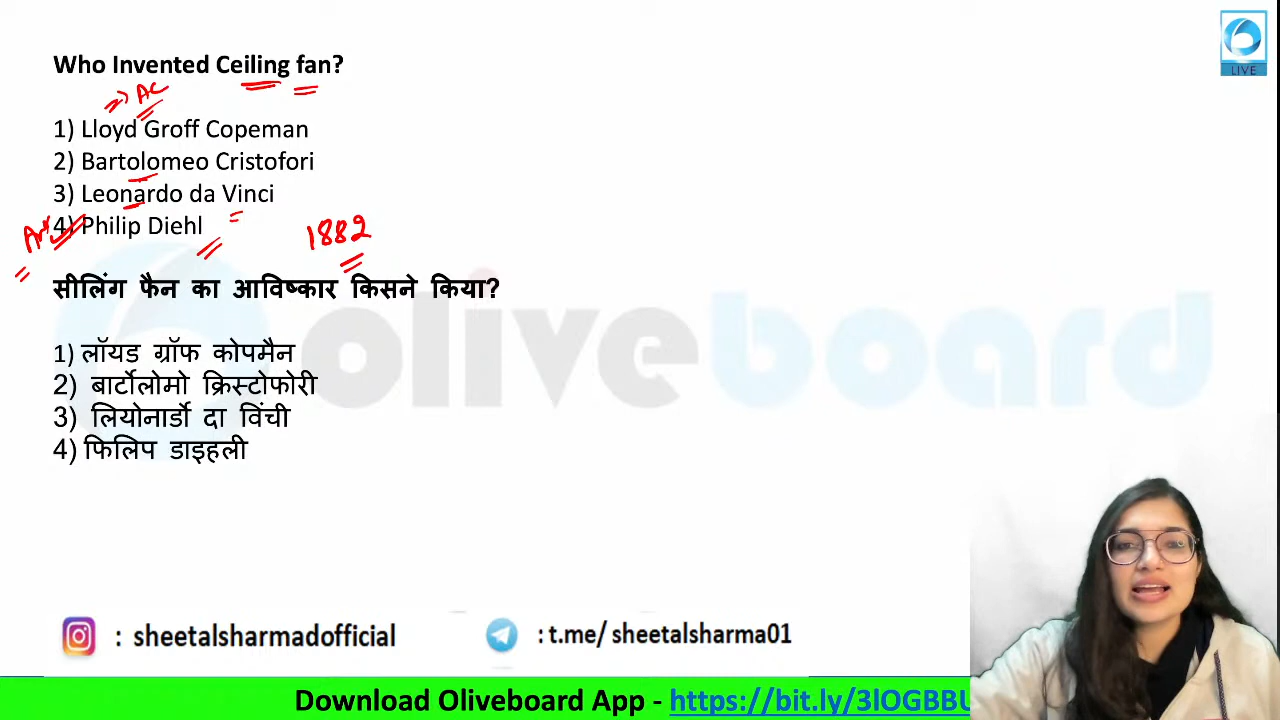 LIVE
Who Invented Ceiling fan?
AC
1) Lloyd Groff Copeman
2) Bartolomeo Cristofori
3) Leonardo da Vinci
4) Philip Diehl
1882
सीलिंग फैन का आविष्कार किसने किया?
oliveboard
1) लॉयड ग्रॉफ कोपमैन
2) बार्टोलोमो क्रिस्टोफोरी
3) लियोनार्डो दा विंची
4) फिलिप डाइहली
: sheetalsharmadofficial
: t.me/ sheetalsharma01
Download Oliveboard App - https://bit.ly/3lOGBBU